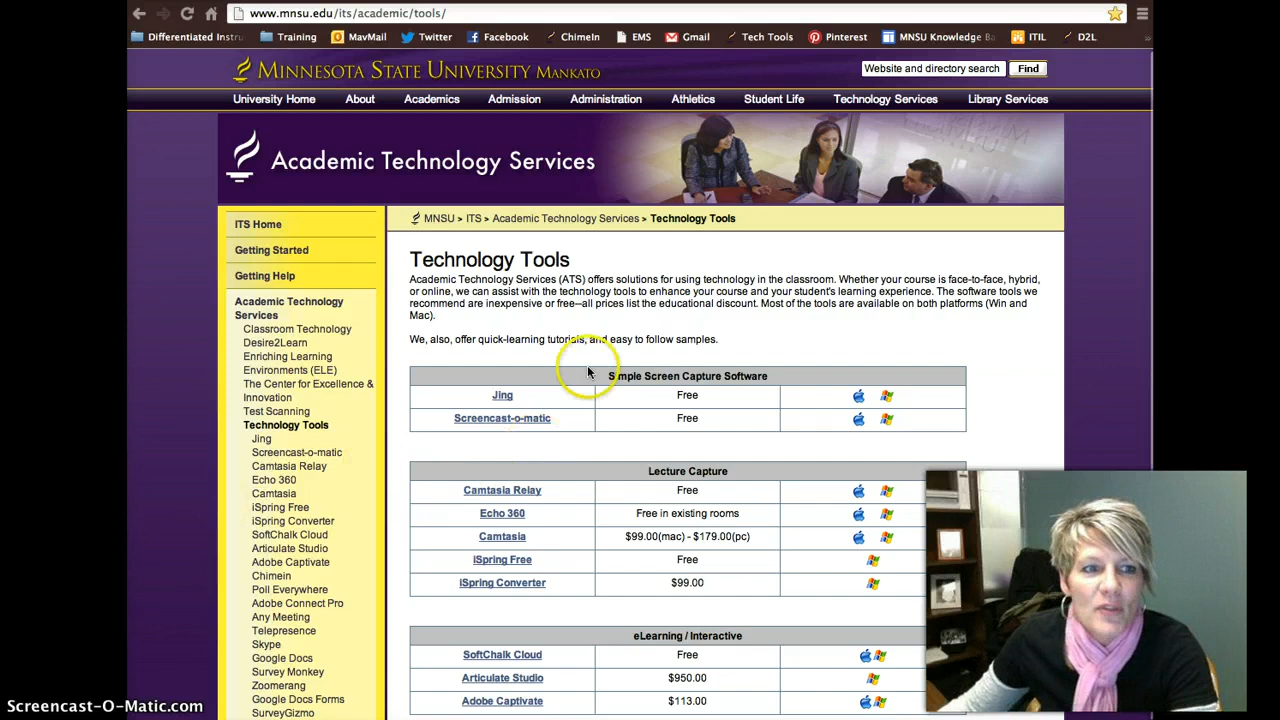 www.mnsu.edu/its/academic/tools/
Differentiated Instru
Training
MavMail
Twitter
Facebook
ChimeIn
EMS
Gmail
Tech Tools
Pinterest
MNSU Knowledge Ba
ITIL
D2L
»
MINNESOTA STATE UNIVERSITY MANKATO
Website and directory search
Find
University Home About Academics Admission Administration Athletics Student Life Technology Services Library Services
Academic Technology Services
MNSU > ITS > Academic Technology Services > Technology Tools
ITS Home
Getting Started
Getting Help
Academic Technology
Services
Classroom Technology
Desire2Learn
Enriching Learning
Environments (ELE)
The Center for Excellence &
Innovation
Test Scanning
Technology Tools
Jing
Screencast-o-matic
Camtasia Relay
Echo 360
Camtasia
iSpring Free
iSpring Converter
SoftChalk Cloud
Articulate Studio
Adobe Captivate
Chimein
Poll Everywhere
Adobe Connect Pro
Any Meeting
Telepresence
Skype
Google Docs
Survey Monkey
Zoomerang
Google Docs Forms
SurveyGizmo
Technology Tools
Academic Technology Services (ATS) offers solutions for using technology in the classroom. Whether your course is face-to-face, hybrid,
or online, we can assist with the technology tools to enhance your course and your student's learning experience. The software tools we
recommend are inexpensive or free--all prices list the educational discount. Most of the tools are available on both platforms (Win and
Mac).
We, also, offer quick-learning tutorials, and easy to follow samples.
Simple Screen Capture Software
Jing Free
Screencast-o-matic Free
Lecture Capture
Camtasia Relay Free
Echo 360 Free in existing rooms
Camtasia $99.00(mac) - $179.00(pc)
iSpring Free Free
iSpring Converter $99.00
eLearning / Interactive
SoftChalk Cloud Free
Articulate Studio $950.00
Adobe Captivate $113.00
Screencast-O-Matic.com